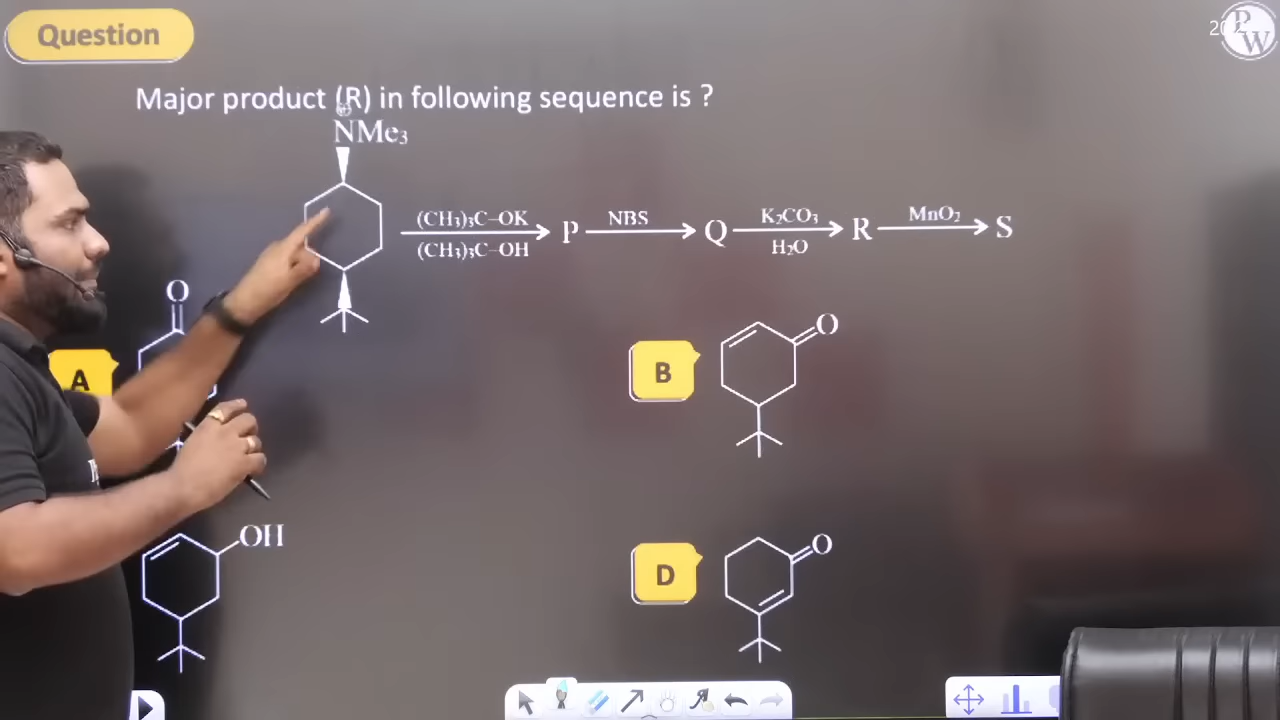 Question
Major product (R) in following sequence is ?
⊕
NMe₃
(CH₃)₃C–OK
(CH₃)₃C–OH
P
NBS
Q
K₂CO₃
H₂O
R
MnO₂
S
O
A
B
O
OH
D
O
PW